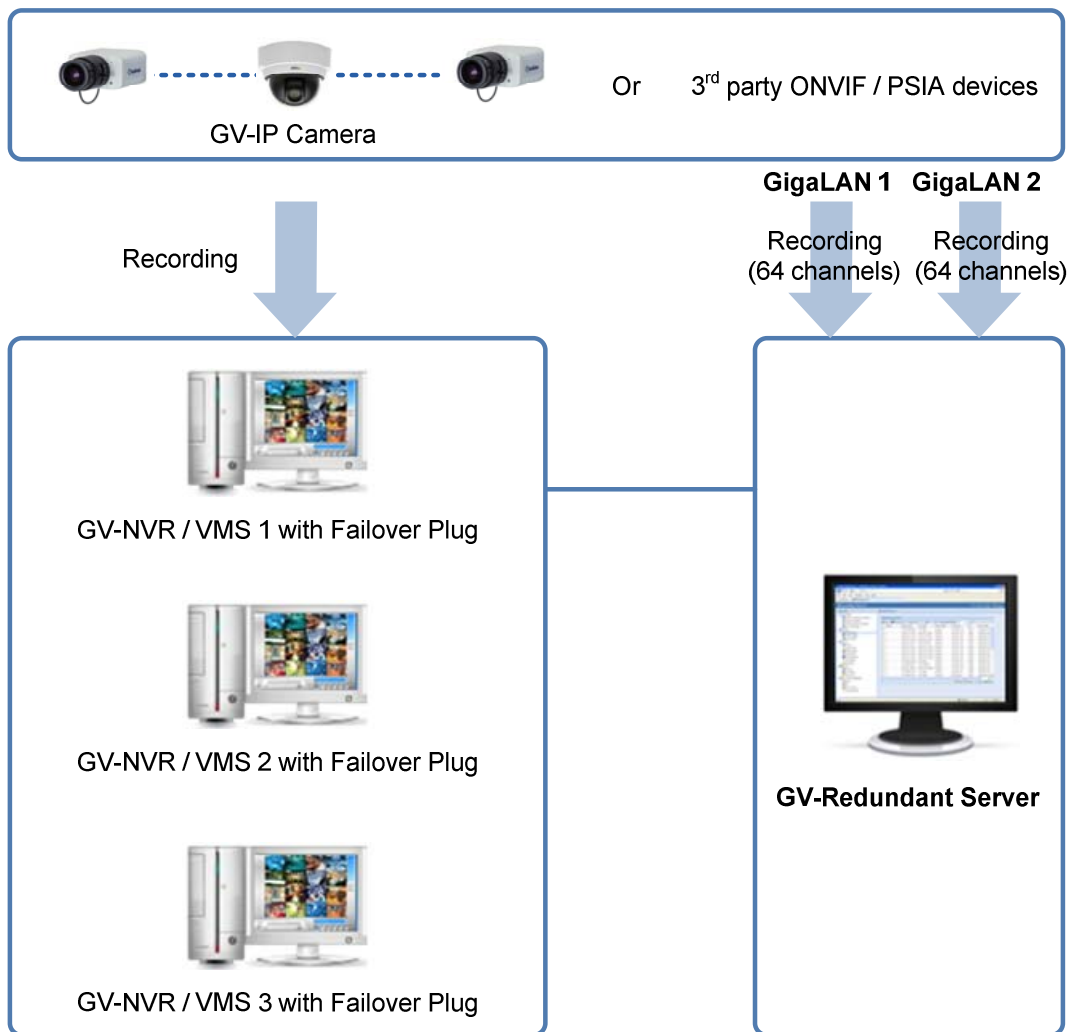 Or 3rd party ONVIF / PSIA devices
GV-IP Camera
GigaLAN 1 GigaLAN 2
Recording
Recording
(64 channels)
Recording
(64 channels)
GV-NVR / VMS 1 with Failover Plug
GV-NVR / VMS 2 with Failover Plug
GV-Redundant Server
GV-NVR / VMS 3 with Failover Plug